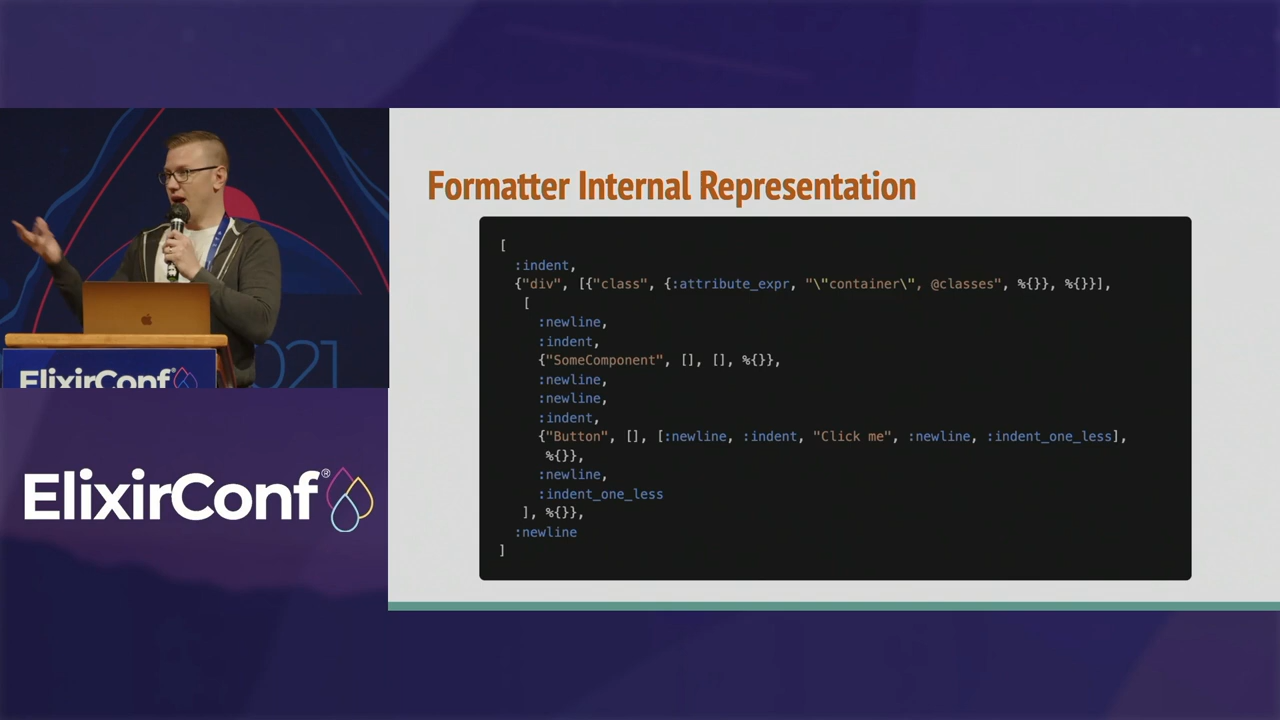 Formatter Internal Representation
[
  :indent,
  {"div", [{"class", {:attribute_expr, "\"container\", @classes", %{}}, %{}}],
   [
     :newline,
     :indent,
     {"SomeComponent", [], [], %{}},
     :newline,
     :newline,
     :indent,
     {"Button", [], [:newline, :indent, "Click me", :newline, :indent_one_less],
      %{}},
     :newline,
     :indent_one_less
   ], %{}},
  :newline
]
2021
ElixirConf
ElixirConf®